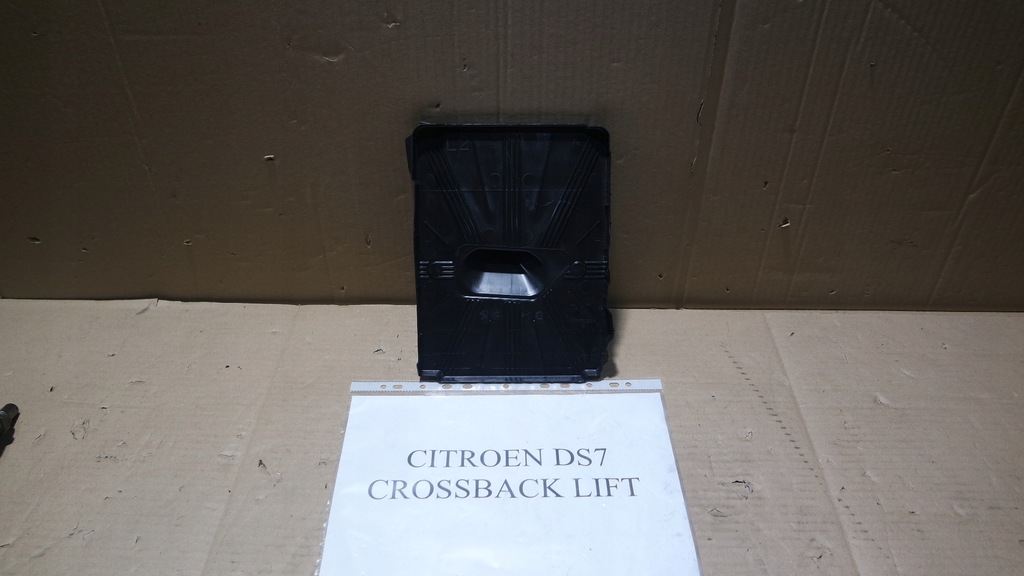 CITROEN DS7
CROSSBACK LIFT